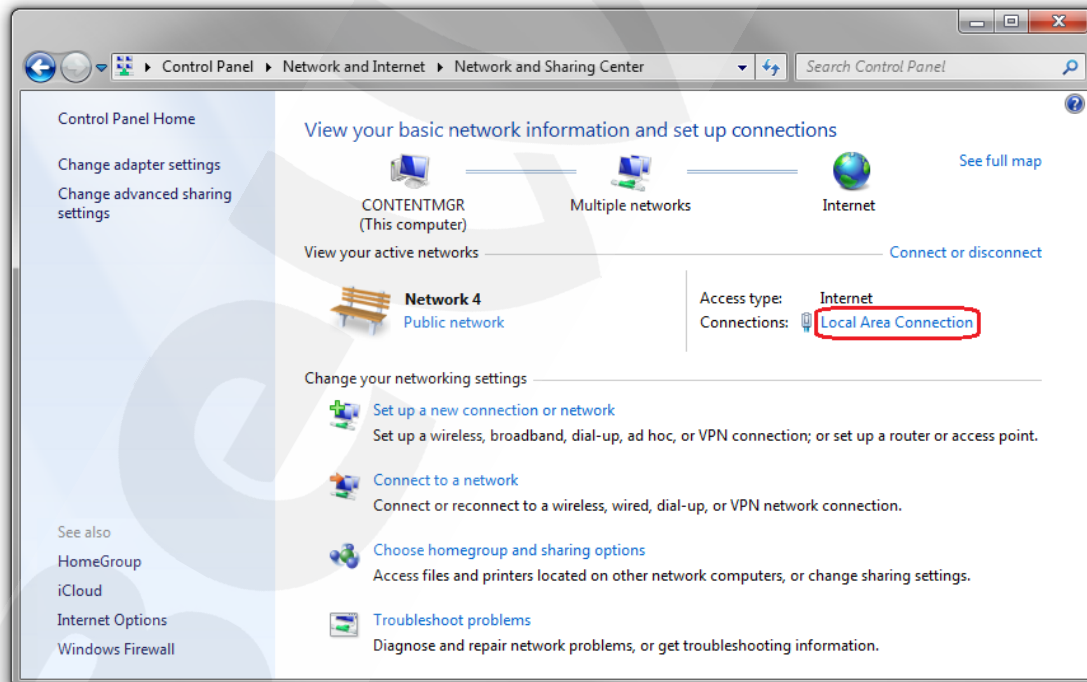 Control Panel ▸ Network and Internet ▸ Network and Sharing Center
Search Control Panel
Control Panel Home
Change adapter settings
Change advanced sharing
settings
See also
HomeGroup
iCloud
Internet Options
Windows Firewall
View your basic network information and set up connections
See full map
CONTENTMGR
(This computer)
Multiple networks
Internet
View your active networks
Connect or disconnect
Network 4
Public network
Access type: Internet
Connections: Local Area Connection
Change your networking settings
Set up a new connection or network
Set up a wireless, broadband, dial-up, ad hoc, or VPN connection; or set up a router or access point.
Connect to a network
Connect or reconnect to a wireless, wired, dial-up, or VPN network connection.
Choose homegroup and sharing options
Access files and printers located on other network computers, or change sharing settings.
Troubleshoot problems
Diagnose and repair network problems, or get troubleshooting information.